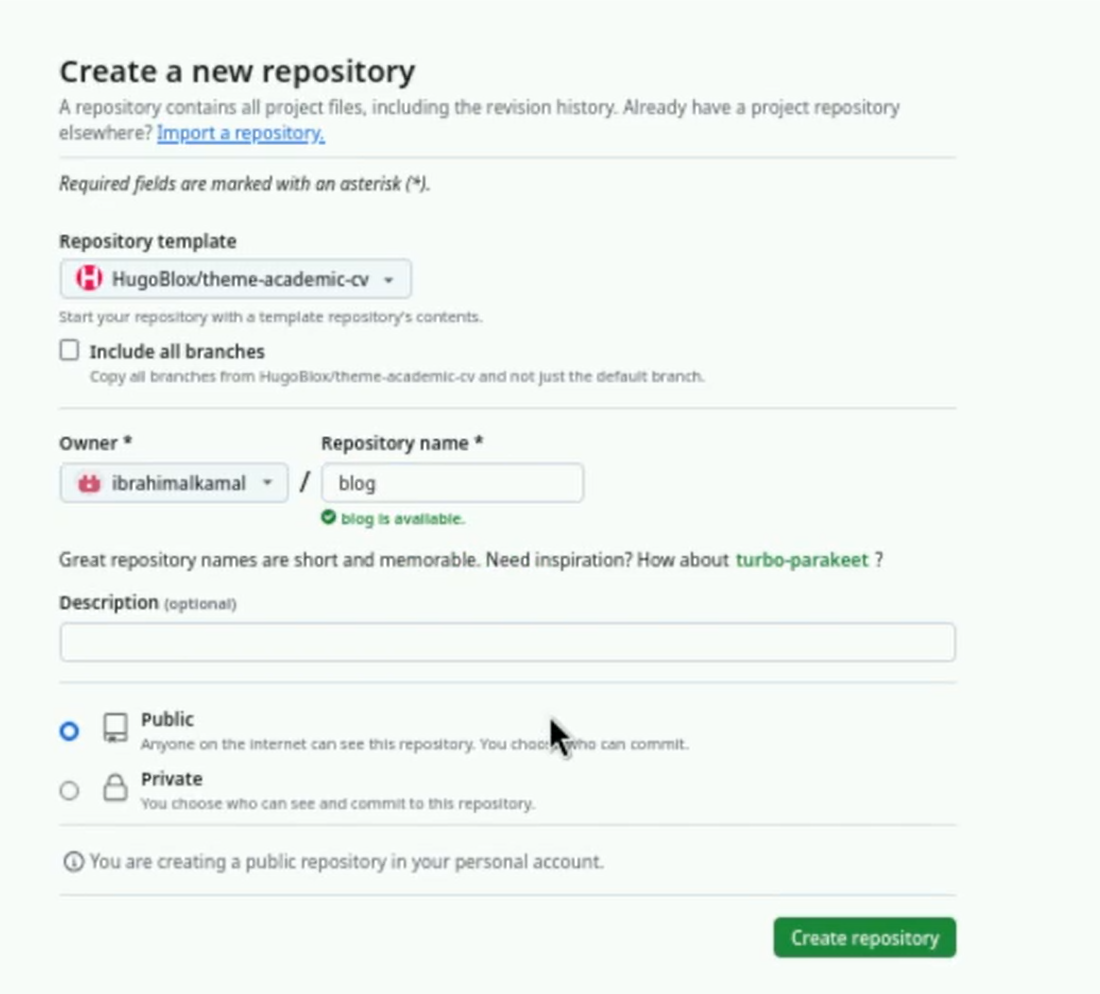 Create a new repository
A repository contains all project files, including the revision history. Already have a project repository
elsewhere? Import a repository.
Required fields are marked with an asterisk (*).
Repository template
HugoBlox/theme-academic-cv
Start your repository with a template repository's contents.
Include all branches
Copy all branches from HugoBlox/theme-academic-cv and not just the default branch.
Owner * Repository name *
ibrahimalkamal / blog
blog is available.
Great repository names are short and memorable. Need inspiration? How about turbo-parakeet ?
Description (optional)
Public
Anyone on the internet can see this repository. You choose who can commit.
Private
You choose who can see and commit to this repository.
You are creating a public repository in your personal account.
Create repository